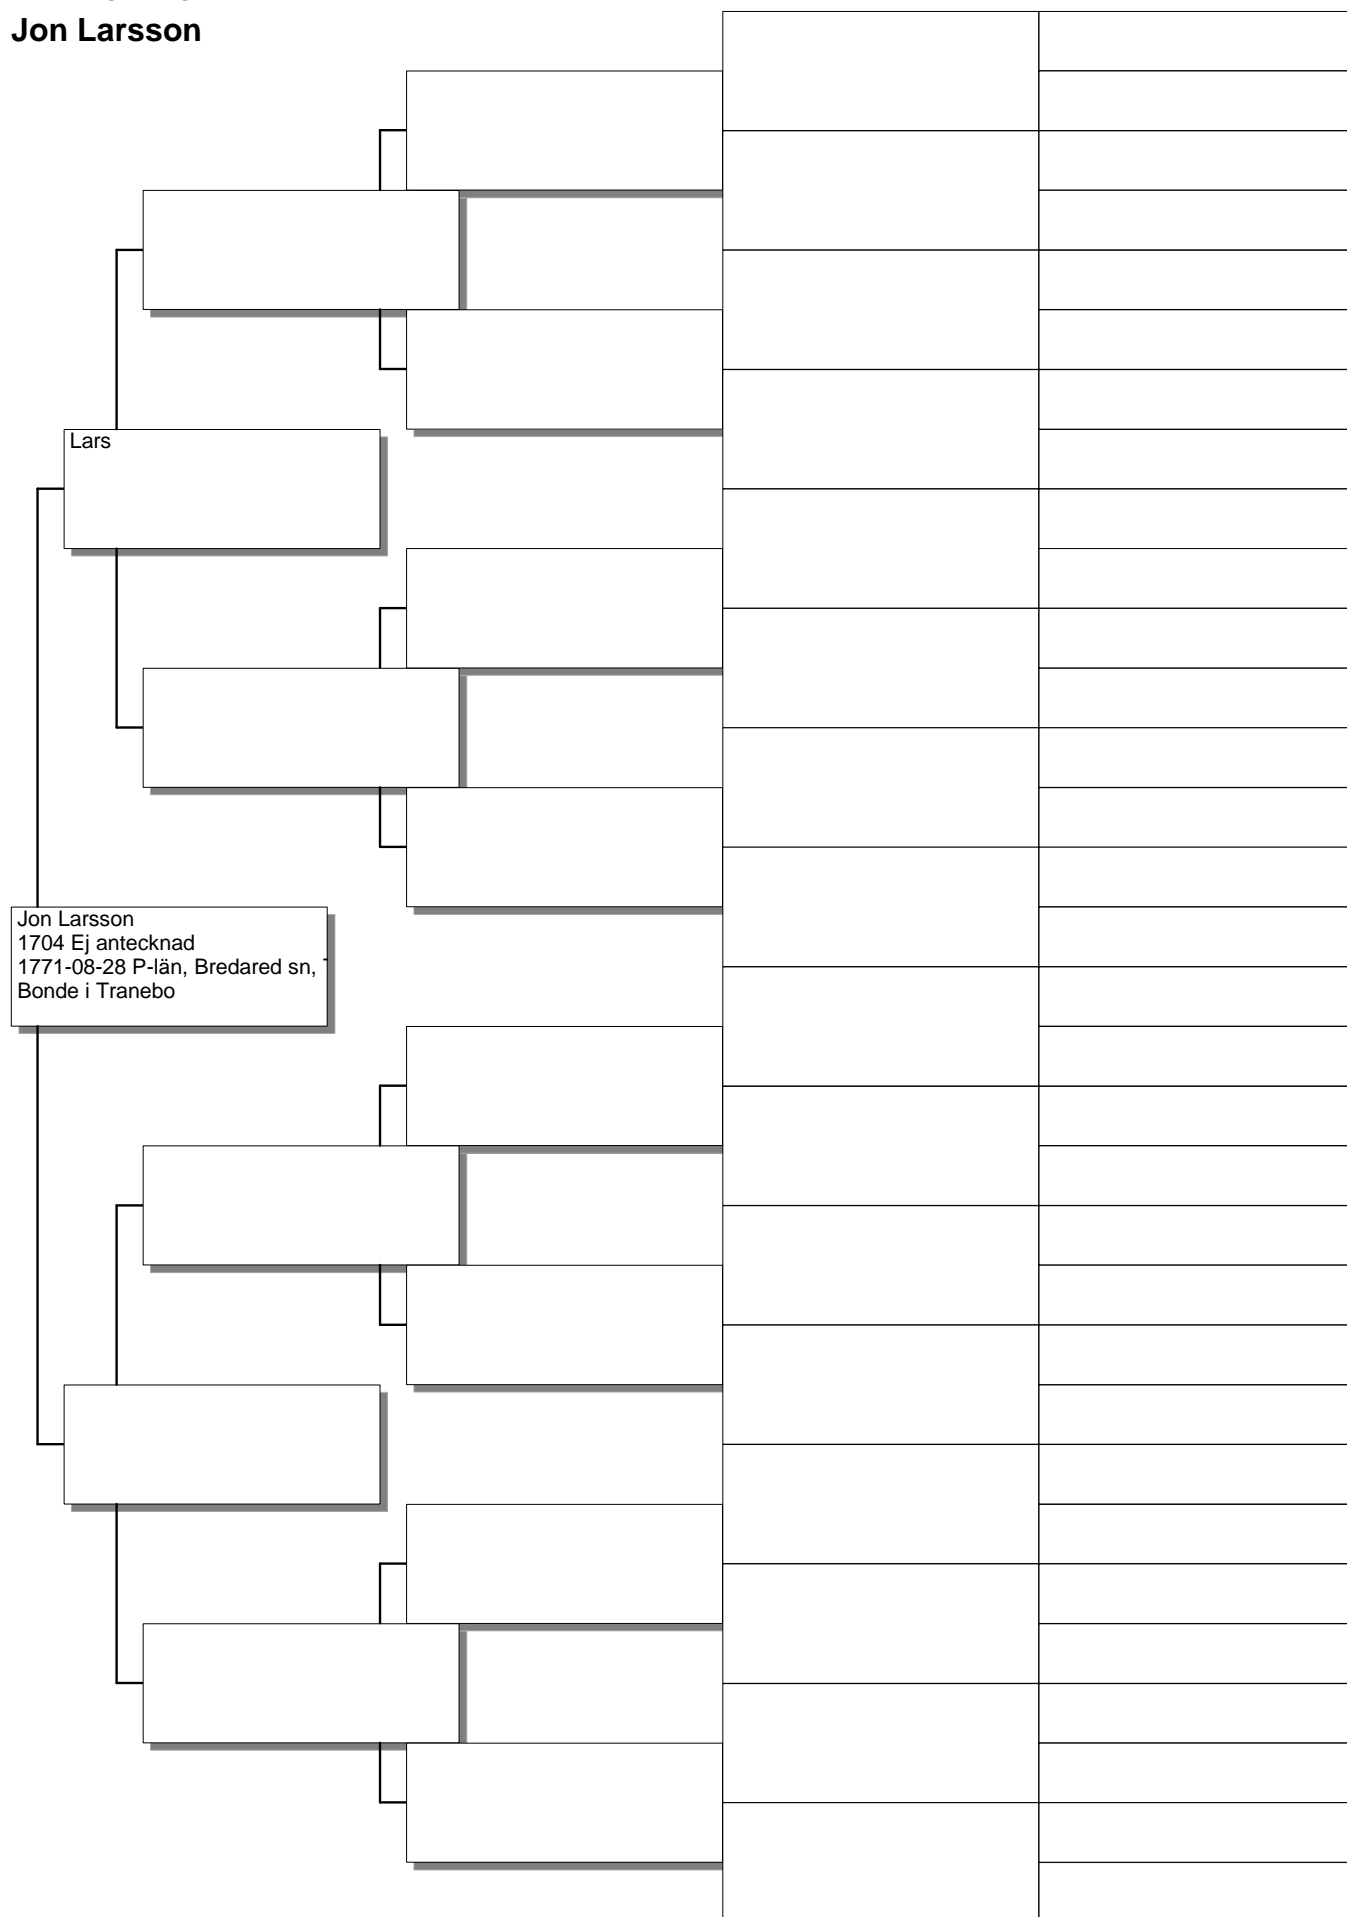 Jon Larsson
Lars
Jon Larsson
1704 Ej antecknad
1771-08-28 P-län, Bredared sn,
Bonde i Tranebo